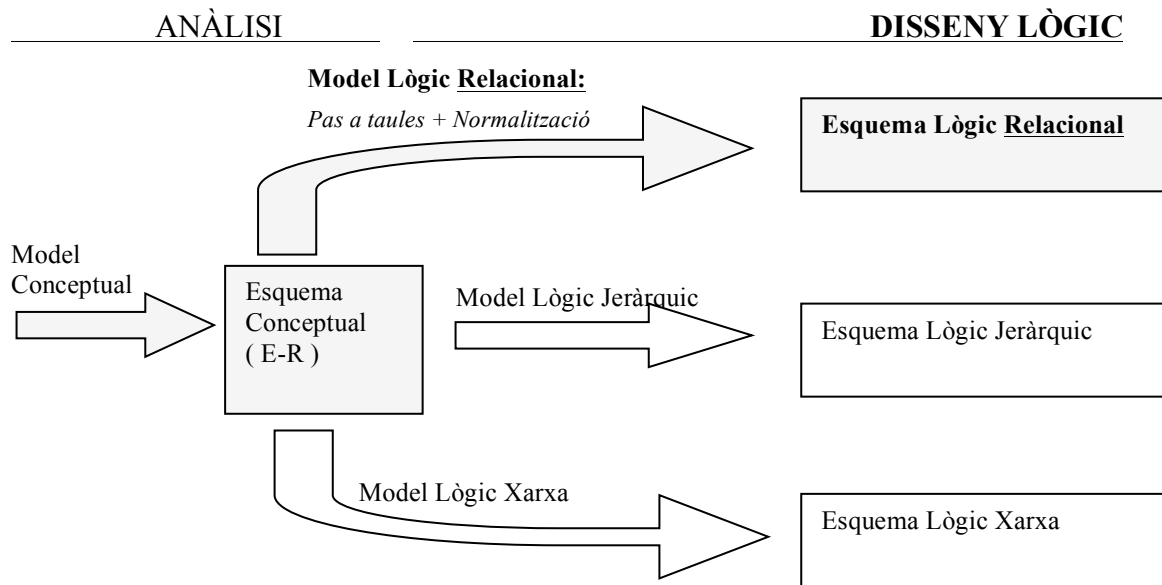 ANÀLISI
DISSENY LÒGIC
Model Lògic Relacional:
Pas a taules + Normalització
Esquema Lògic Relacional
Model
Conceptual
Esquema
Conceptual
( E-R )
Model Lògic Jeràrquic
Esquema Lògic Jeràrquic
Model Lògic Xarxa
Esquema Lògic Xarxa